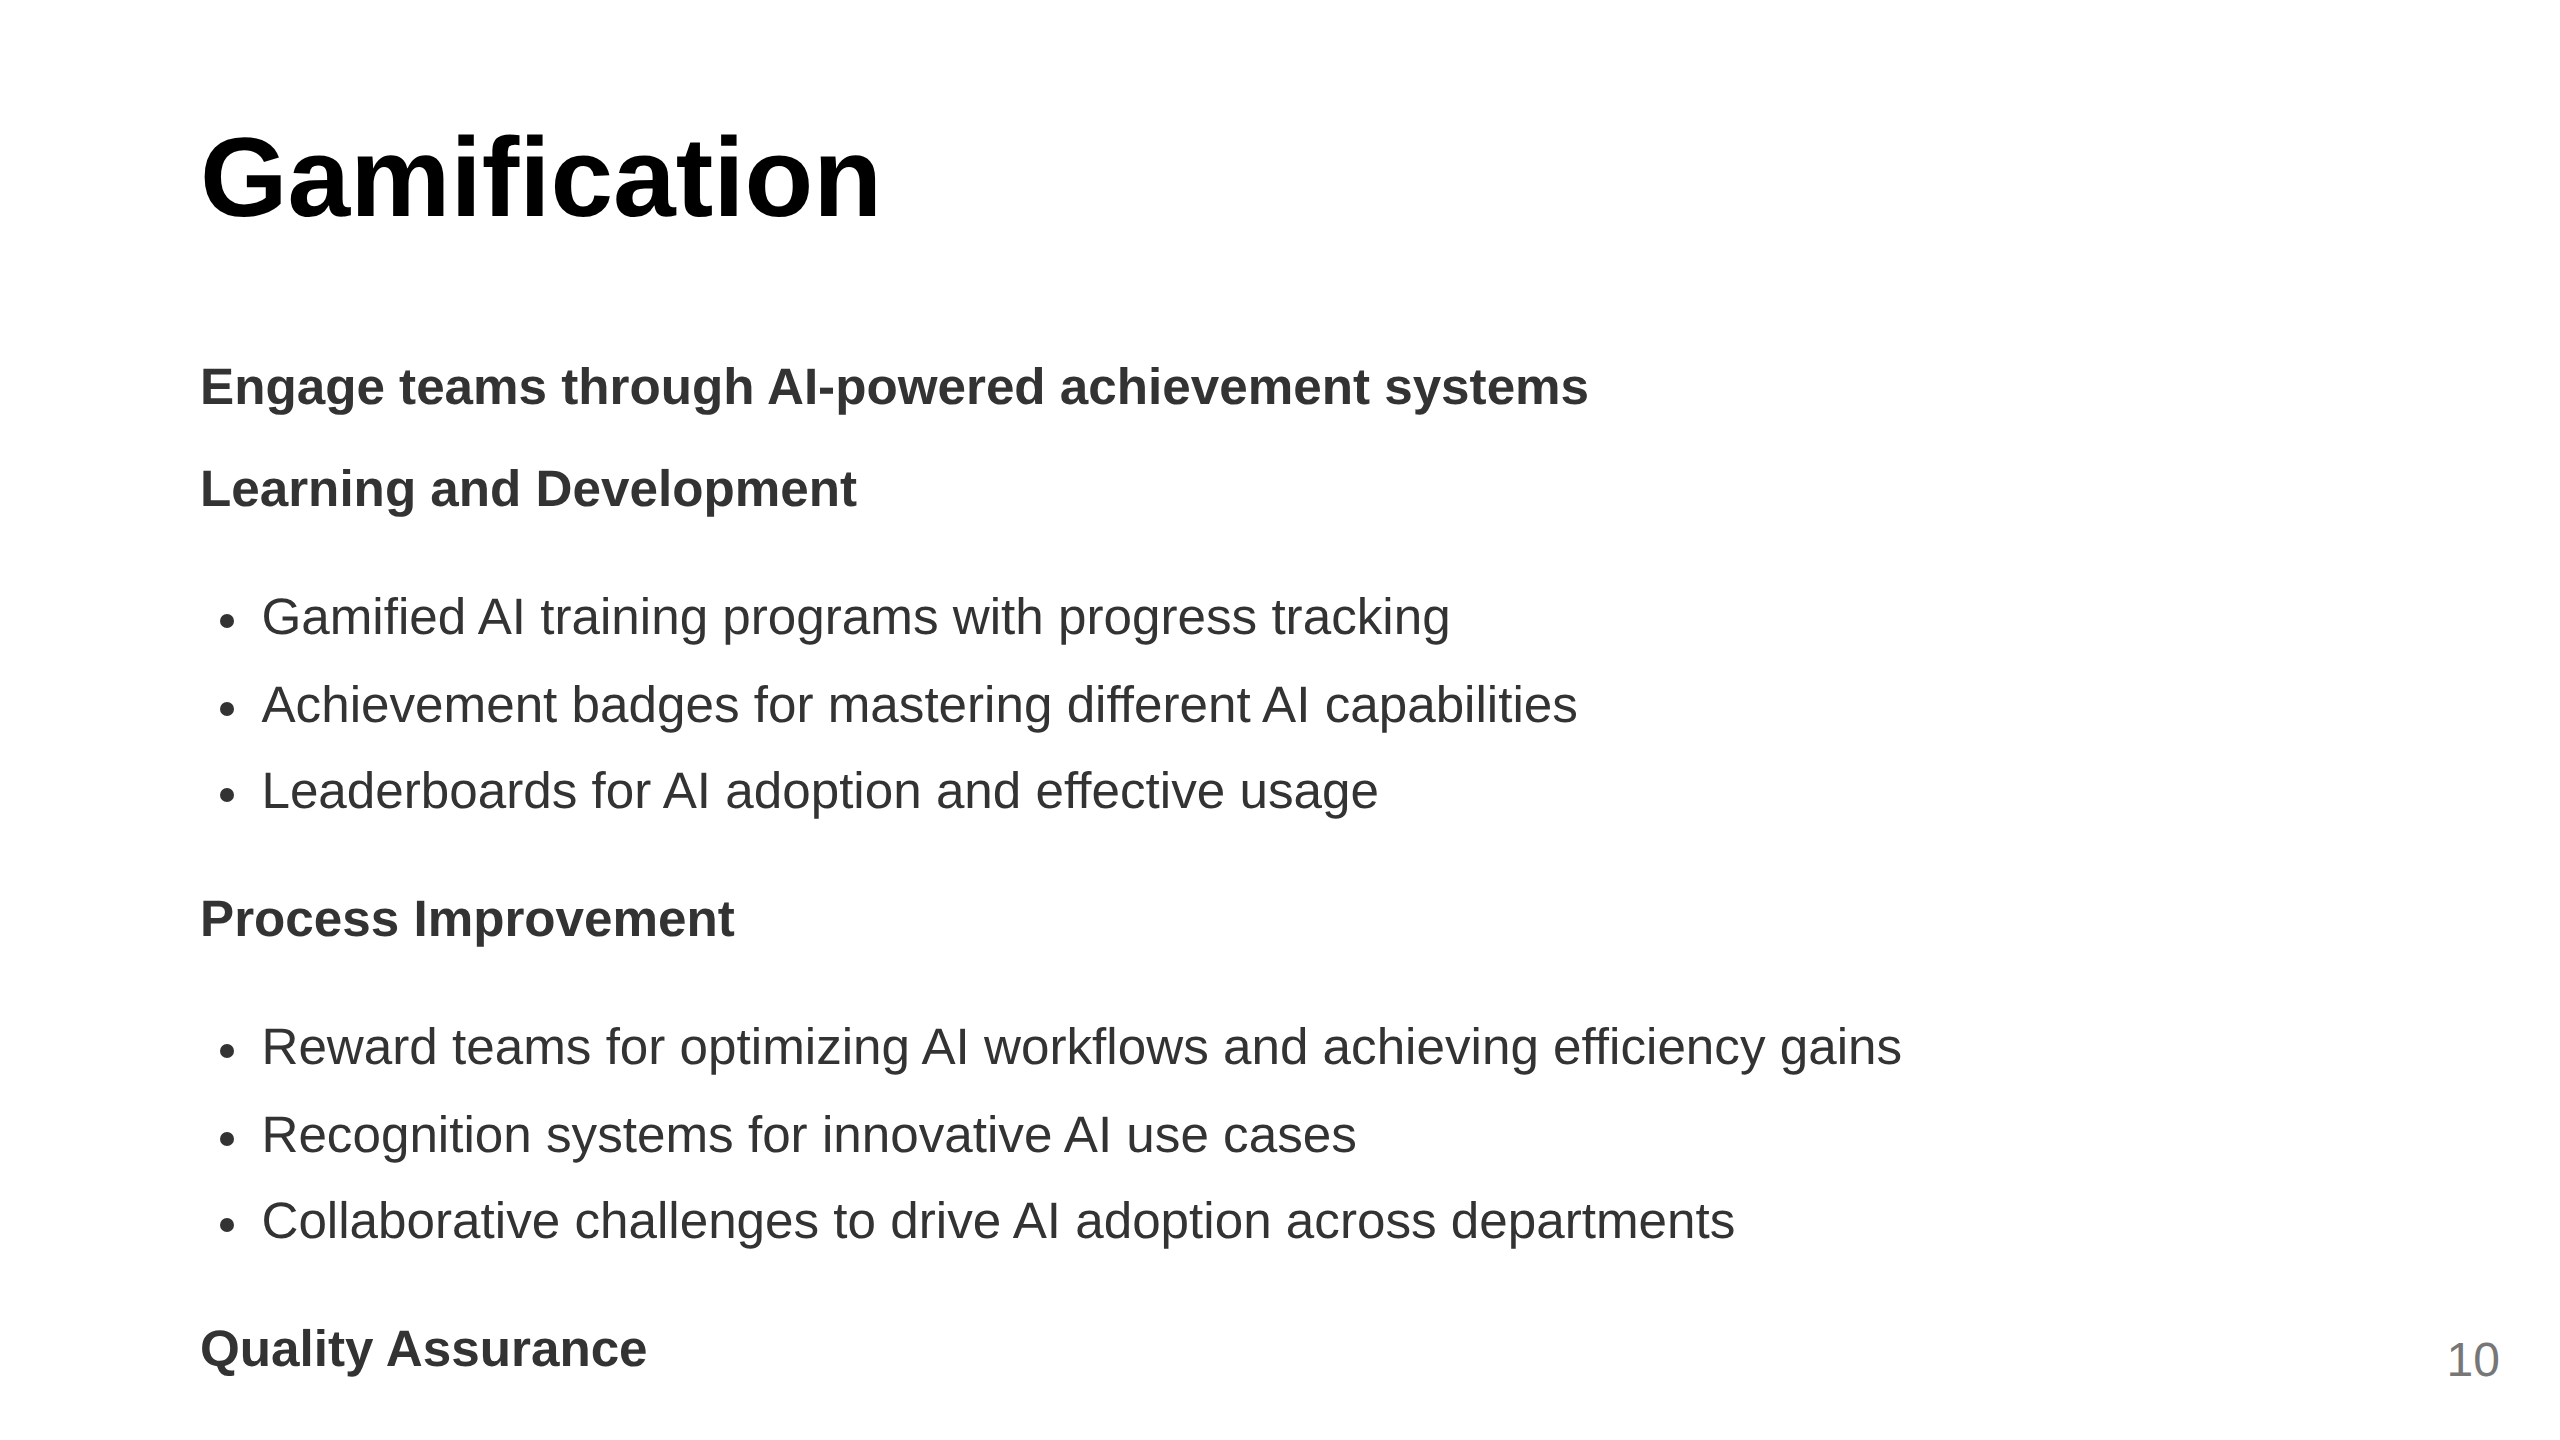 Gamification
Engage teams through AI-powered achievement systems
Learning and Development
• Gamified AI training programs with progress tracking
• Achievement badges for mastering different AI capabilities
• Leaderboards for AI adoption and effective usage
Process Improvement
• Reward teams for optimizing AI workflows and achieving efficiency gains
• Recognition systems for innovative AI use cases
• Collaborative challenges to drive AI adoption across departments
Quality Assurance
10